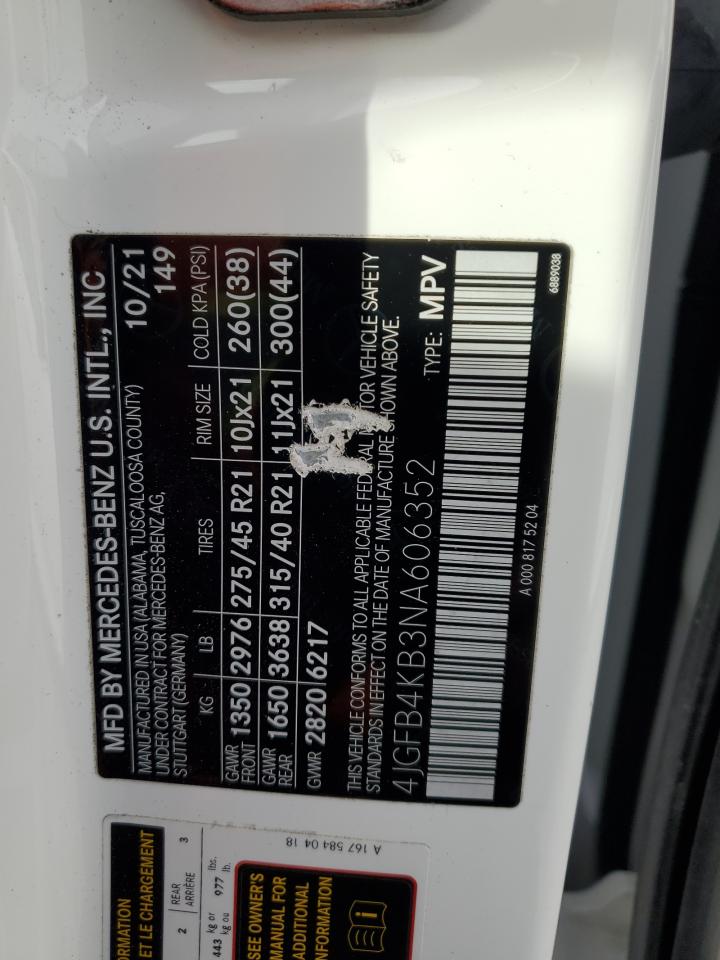 MFD BY MERCEDES-BENZ U.S. INTL., INC
MANUFACTURED IN USA (ALABAMA, TUSCALOOSA COUNTY) 10/21
UNDER CONTRACT FOR MERCEDES-BENZ AG, 149
STUTTGART (GERMANY)
KG LB TIRES RIM SIZE COLD KPA (PSI)
GAWR FRONT 1350 2976 275/45 R21 10Jx21 260(38)
GAWR REAR 1650 3638 315/40 R21 11Jx21 300(44)
GVWR 2820 6217
THIS VEHICLE CONFORMS TO ALL APPLICABLE FEDERAL VEHICLE SAFETY
STANDARDS IN EFFECT ON THE DATE OF MANUFACTURE SHOWN ABOVE.
4JGFB4KB3NA606352 TYPE: MPV
A 000 817 52 04
6889038
ORMATION
ET LE CHARGEMENT
2 REAR 3
ARRIÈRE
443 kg or 977 lbs.
kg ou lb.
A 167 584 04 18
SEE OWNER'S
MANUAL FOR
ADDITIONAL
INFORMATION